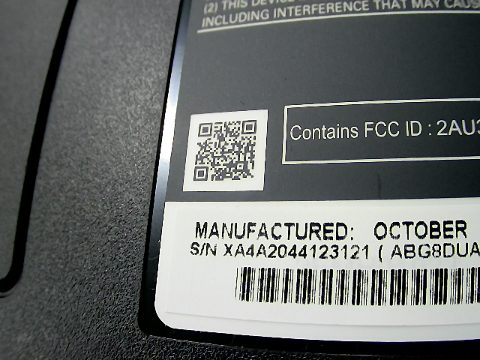 (2) THIS DEVICE
INCLUDING INTERFERENCE THAT MAY CAUS
Contains FCC ID : 2AU3
MANUFACTURED: OCTOBER
S/N XA4A2044123121 ( ABG8DUA